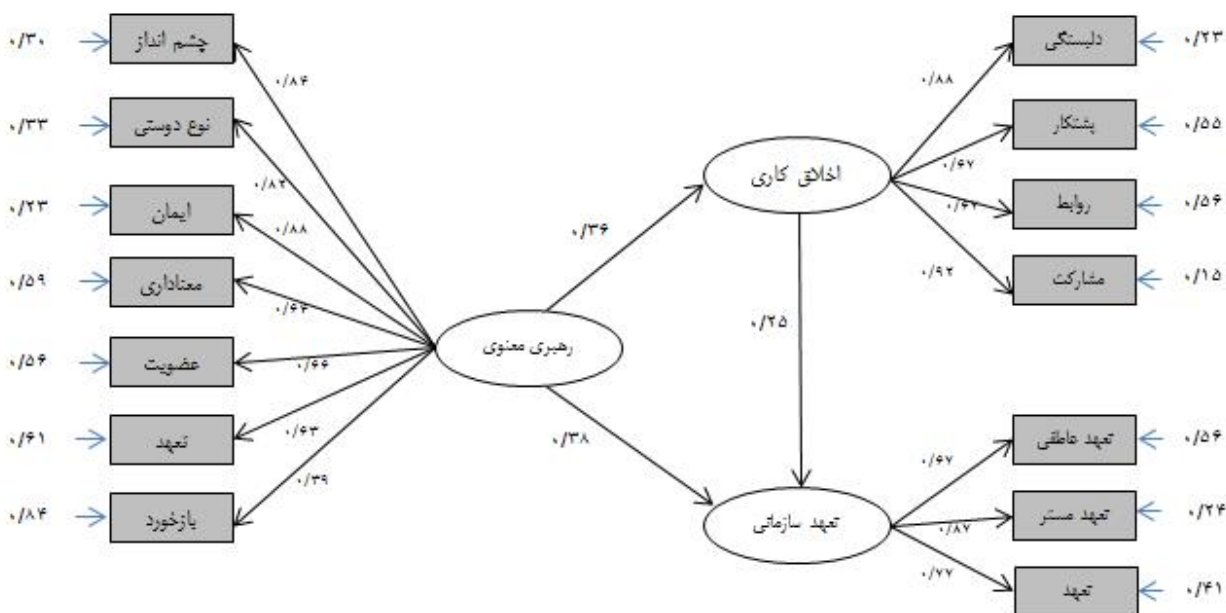 ۰/۲۳
دلبستگی
۰/۸۸
۰/۵۵
پشتکار
۰/۶۷
۰/۵۶
روابط
۰/۱۵
مشارکت
۰/۹۲
اخلاق کاری
۰/۳۶
۰/۲۵
رهبری معنوی
۰/۳۸
تعهد سازمانی
۰/۵۶
تعهد عاطفی
۰/۶۷
۰/۲۴
تعهد مستر
۰/۸۷
۰/۴۱
تعهد
۰/۷۷
۰/۸۴
چشم انداز
۰/۳۰
۰/۸۲
نوع دوستی
۰/۳۳
۰/۸۸
ایمان
۰/۲۳
۰/۶۴
معناداری
۰/۵۹
۰/۶۶
عضویت
۰/۵۶
۰/۶۳
تعهد
۰/۶۱
۰/۳۹
بازخورد
۰/۸۴